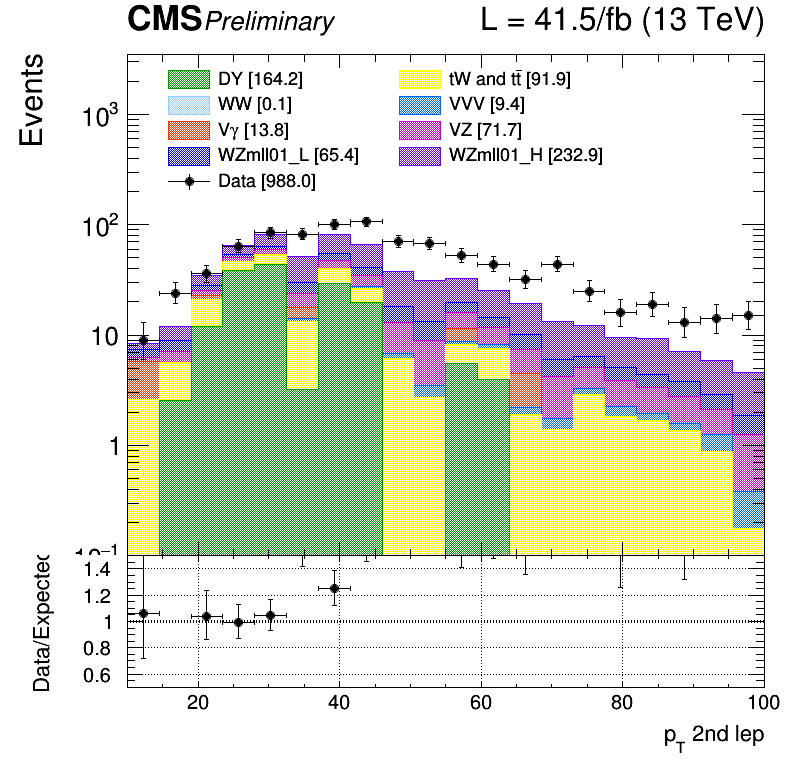 CMS Preliminary L = 41.5/fb (13 TeV)
Events
DY [164.2] tW and tt̄ [91.9]
WW [0.1] VVV [9.4]
Vγ [13.8] VZ [71.7]
WZmll01_L [65.4] WZmll01_H [232.9]
Data [988.0]
10³
10²
10
1
10⁻¹
Data/Expected
1.4
1.2
1
0.8
0.6
20 40 60 80 100
p_T 2nd lep